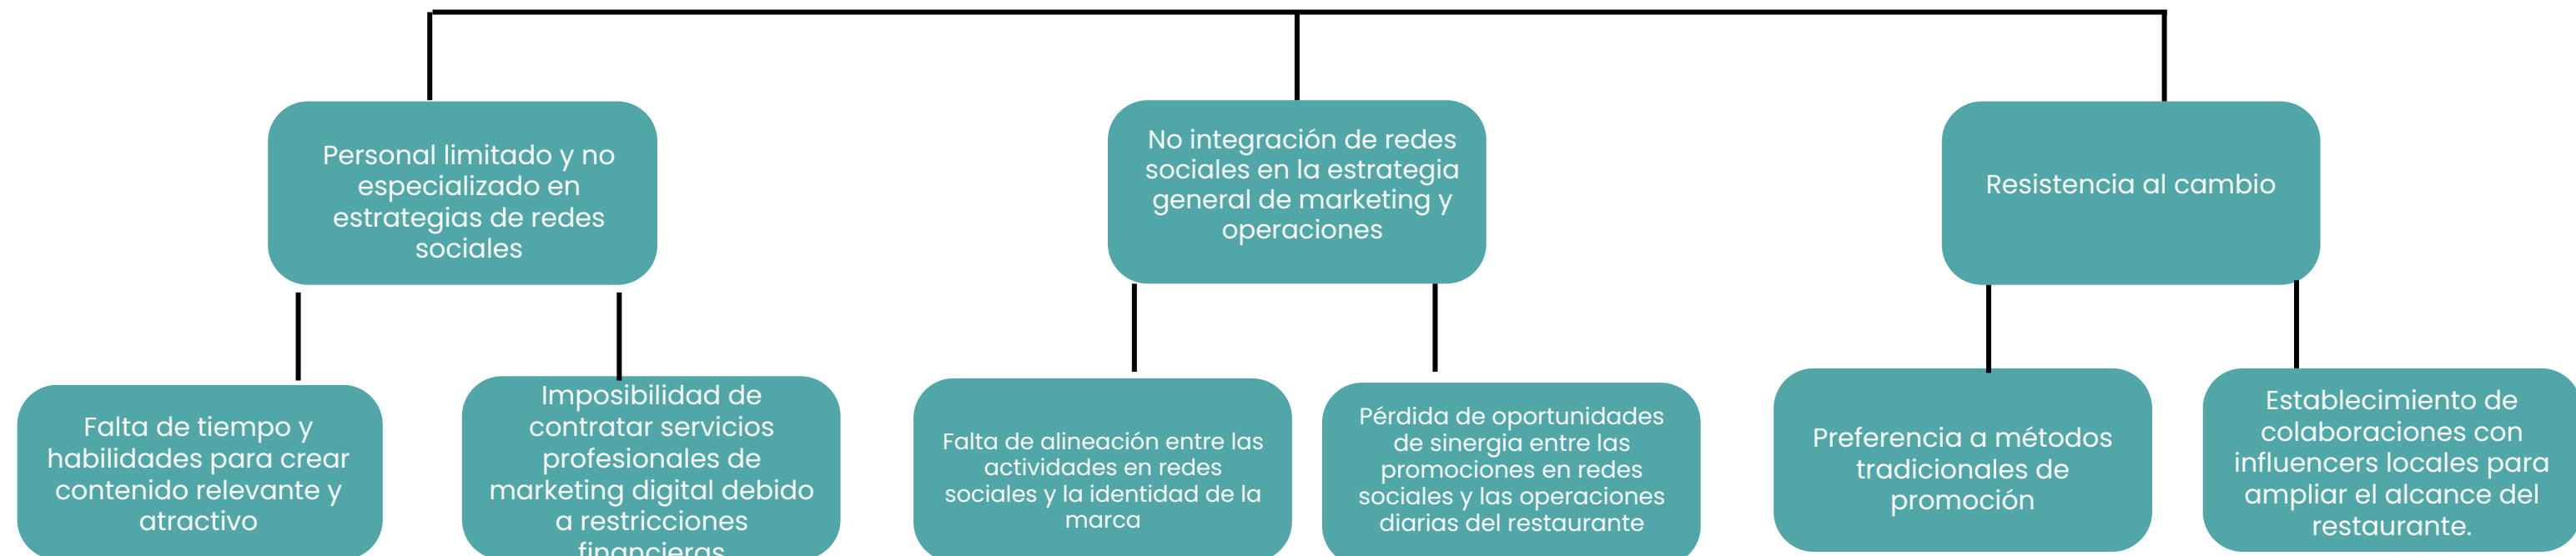 Personal limitado y no
especializado en
estrategias de redes
sociales
No integración de redes
sociales en la estrategia
general de marketing y
operaciones
Resistencia al cambio
Falta de tiempo y
habilidades para crear
contenido relevante y
atractivo
Imposibilidad de
contratar servicios
profesionales de
marketing digital debido
a restricciones
financieras
Falta de alineación entre las
actividades en redes
sociales y la identidad de la
marca
Pérdida de oportunidades
de sinergia entre las
promociones en redes
sociales y las operaciones
diarias del restaurante
Preferencia a métodos
tradicionales de
promoción
Establecimiento de
colaboraciones con
influencers locales para
ampliar el alcance del
restaurante.